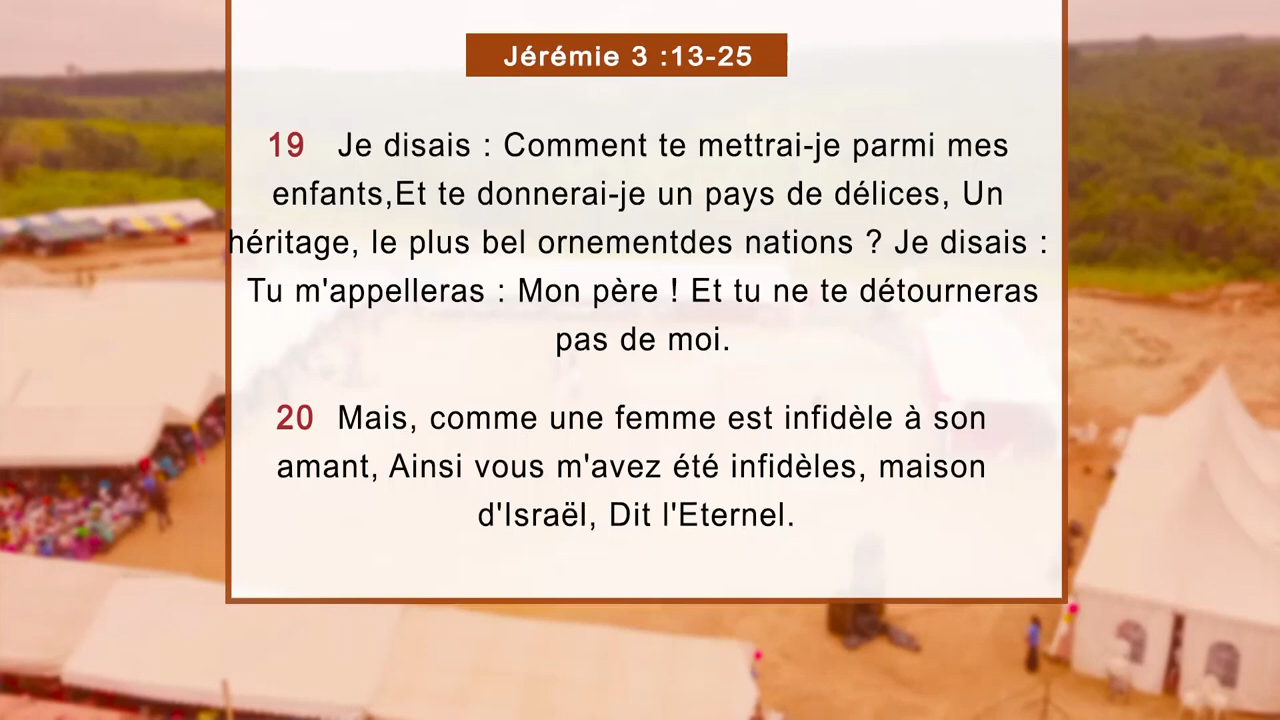 Jérémie 3 :13-25
19 Je disais : Comment te mettrai-je parmi mes
enfants,Et te donnerai-je un pays de délices, Un
héritage, le plus bel ornementdes nations ? Je disais :
Tu m'appelleras : Mon père ! Et tu ne te détourneras
pas de moi.
20 Mais, comme une femme est infidèle à son
amant, Ainsi vous m'avez été infidèles, maison
d'Israël, Dit l'Eternel.